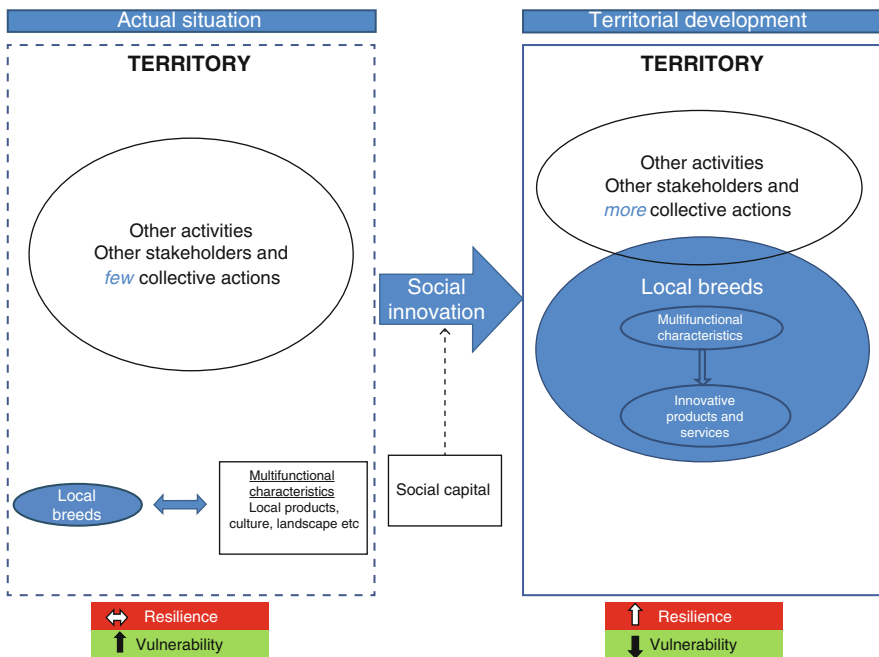 Actual situation
TERRITORY
Other activities
Other stakeholders and
few collective actions
Local
breeds
Multifunctional
characteristics
Local products,
culture, landscape etc
Resilience
Vulnerability
Social
innovation
Social capital
Territorial development
TERRITORY
Other activities
Other stakeholders and
more collective actions
Local breeds
Multifunctional
characteristics
Innovative
products and
services
Resilience
Vulnerability